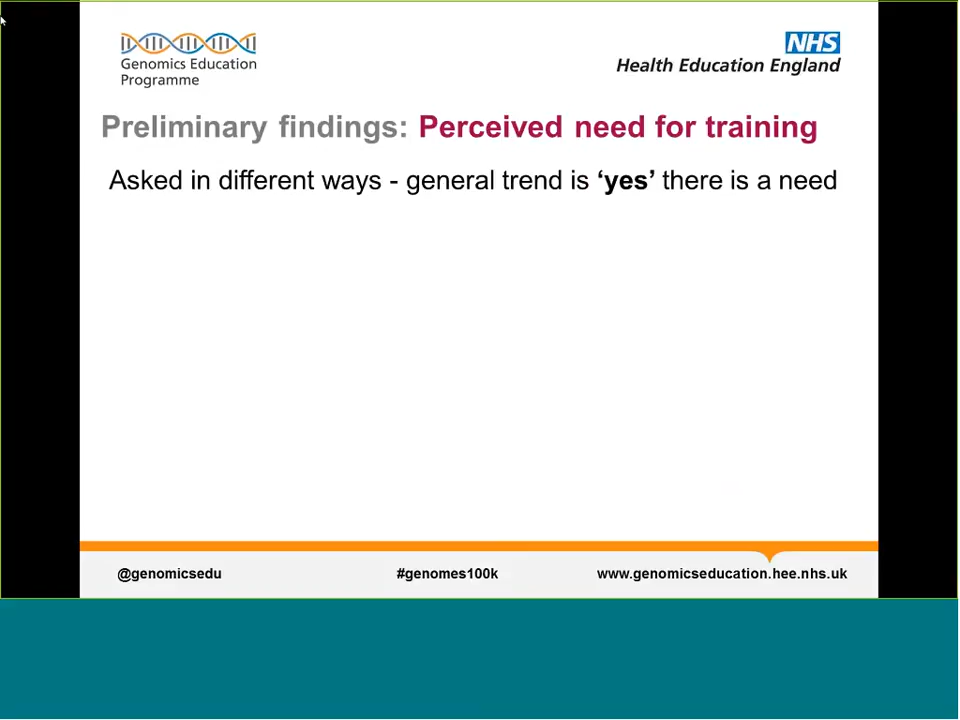 Genomics Education
Programme
NHS
Health Education England
Preliminary findings: Perceived need for training
Asked in different ways - general trend is ‘yes’ there is a need
@genomicsedu
#genomes100k
www.genomicseducation.hee.nhs.uk